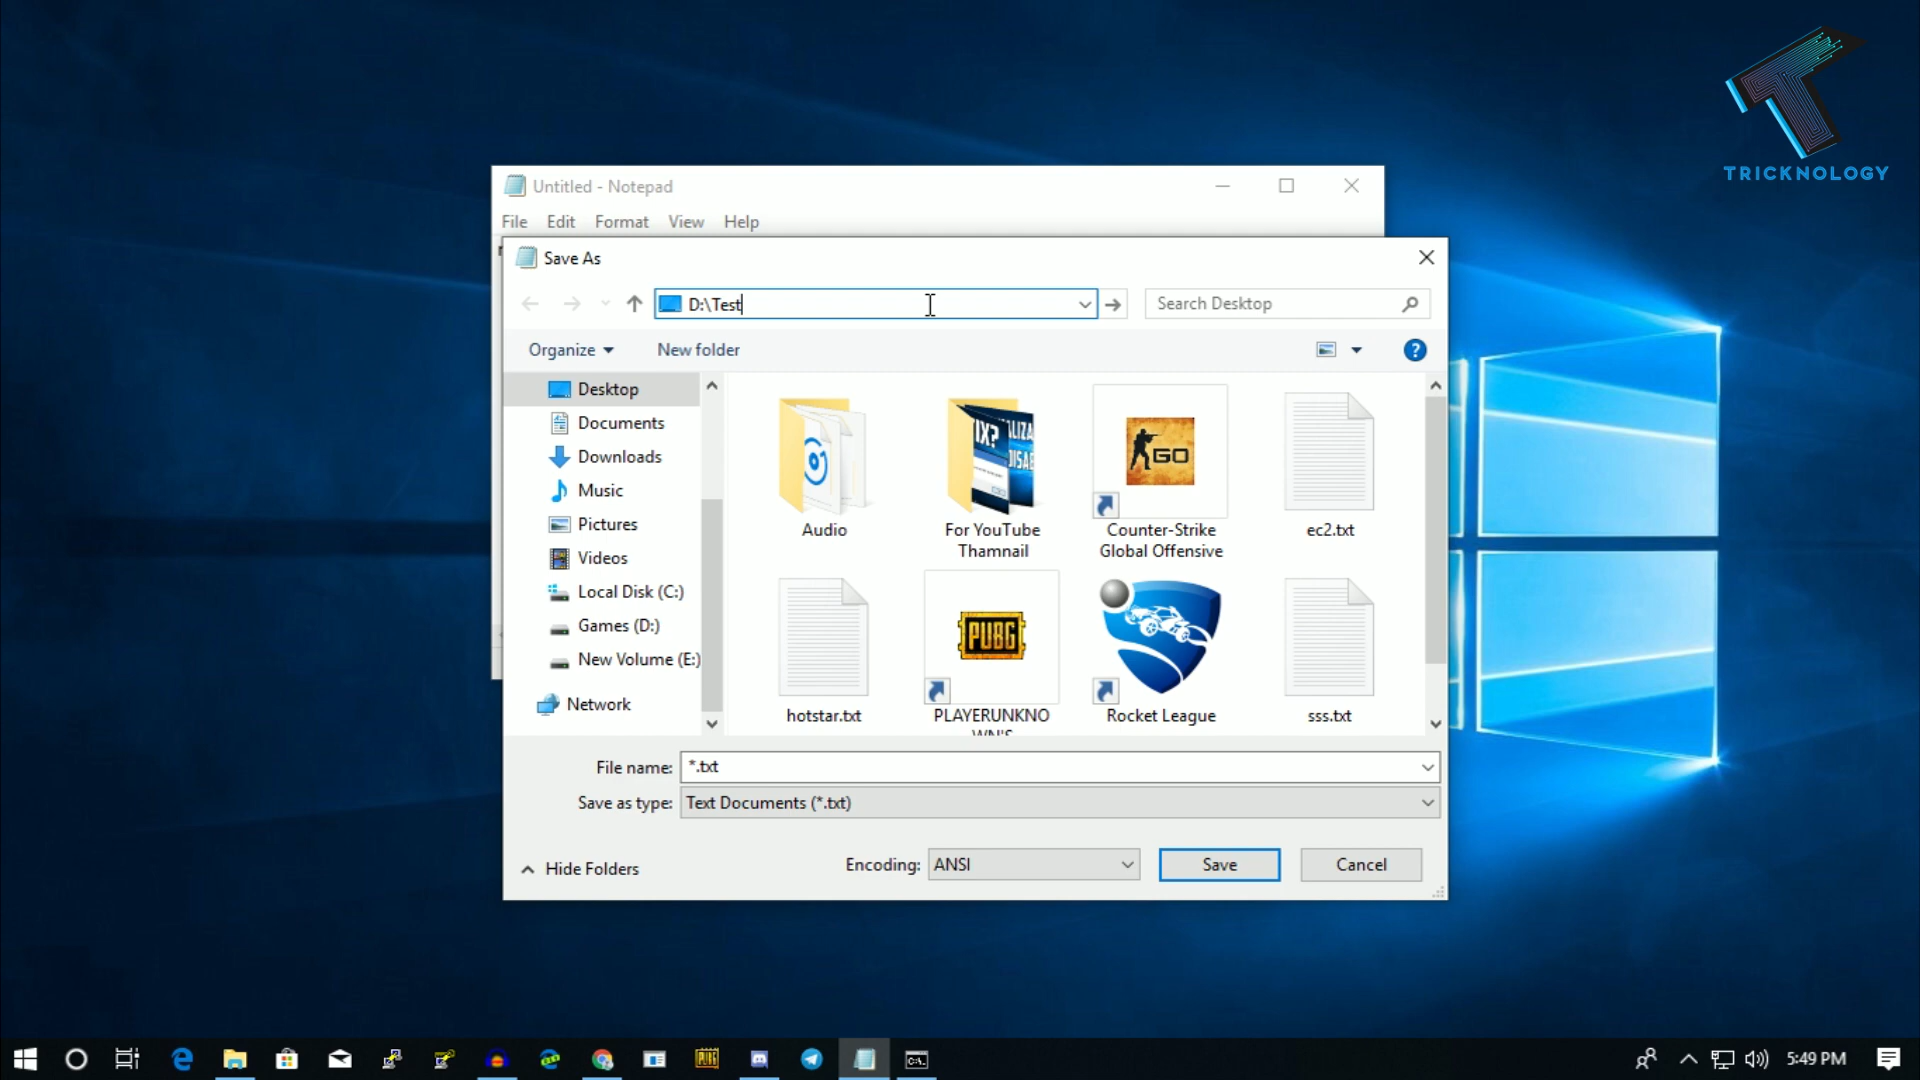 TRICKNOLOGY
Untitled - Notepad
File Edit Format View Help
Save As
D:\Test
Search Desktop
Organize
New folder
Desktop
Documents
Downloads
Music
Pictures
Videos
Local Disk (C:)
Games (D:)
New Volume (E:)
Network
Audio
For YouTube
Thamnail
GO
Counter-Strike
Global Offensive
ec2.txt
hotstar.txt
PUBG
PLAYERUNKNO
WN'S
Rocket League
sss.txt
File name: *.txt
Save as type: Text Documents (*.txt)
Hide Folders
Encoding: ANSI
Save
Cancel
5:49 PM